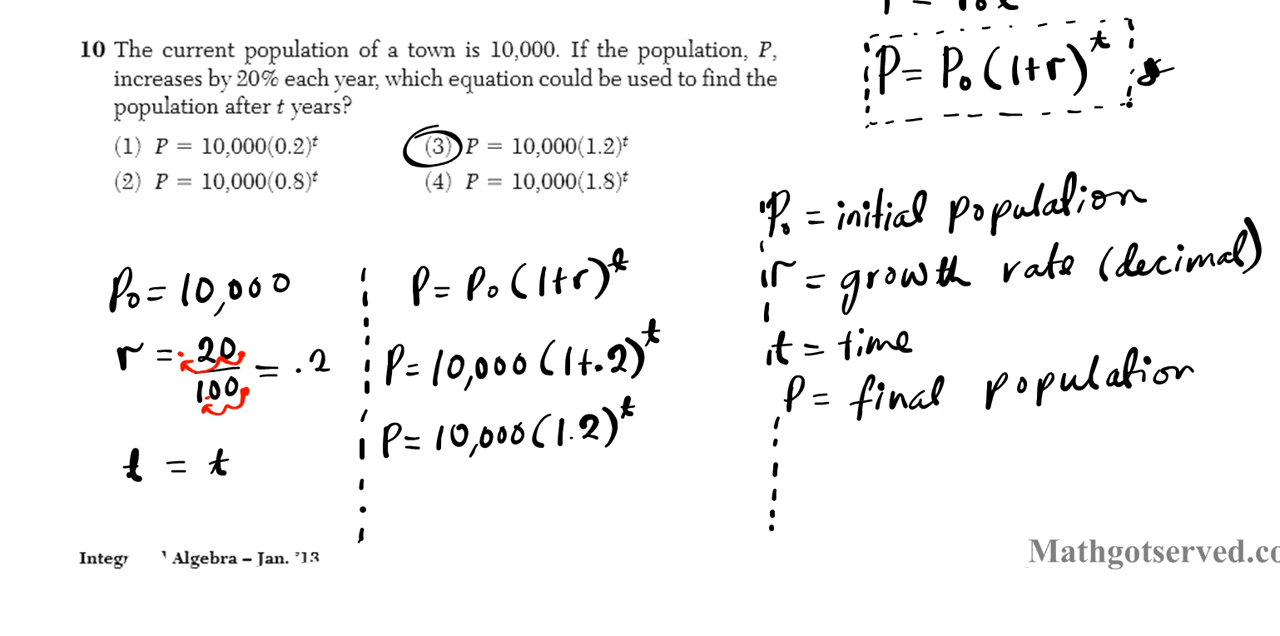 10 The current population of a town is 10,000. If the population, P,
increases by 20% each year, which equation could be used to find the
population after t years?
(1) P = 10,000(0.2)ᵗ (3) P = 10,000(1.2)ᵗ
(2) P = 10,000(0.8)ᵗ (4) P = 10,000(1.8)ᵗ
P₀ = 10,000
r = .20/1.00 = .2
t = t
P = P₀(1+r)ᵗ
P = 10,000(1+.2)ᵗ
P = 10,000(1.2)ᵗ
P = P₀(1+r)ᵗ
P₀ = initial population
r = growth rate (decimal)
t = time
P = final population
Algebra – Jan. '13
Mathgotserved.co